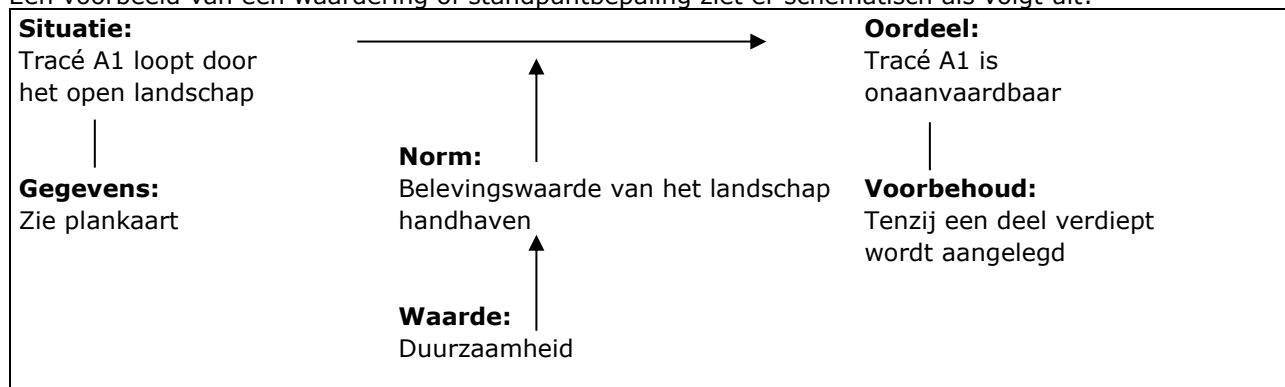 Een voorbeeld van een waardering of standpuntbepaling ziet er schematisch als volgt uit:
Situatie:
Tracé A1 loopt door
het open landschap
Gegevens:
Zie plankaart
Norm:
Belevingswaarde van het landschap
handhaven
Waarde:
Duurzaamheid
Oordeel:
Tracé A1 is
onaanvaardbaar
Voorbehoud:
Tenzij een deel verdiept
wordt aangelegd